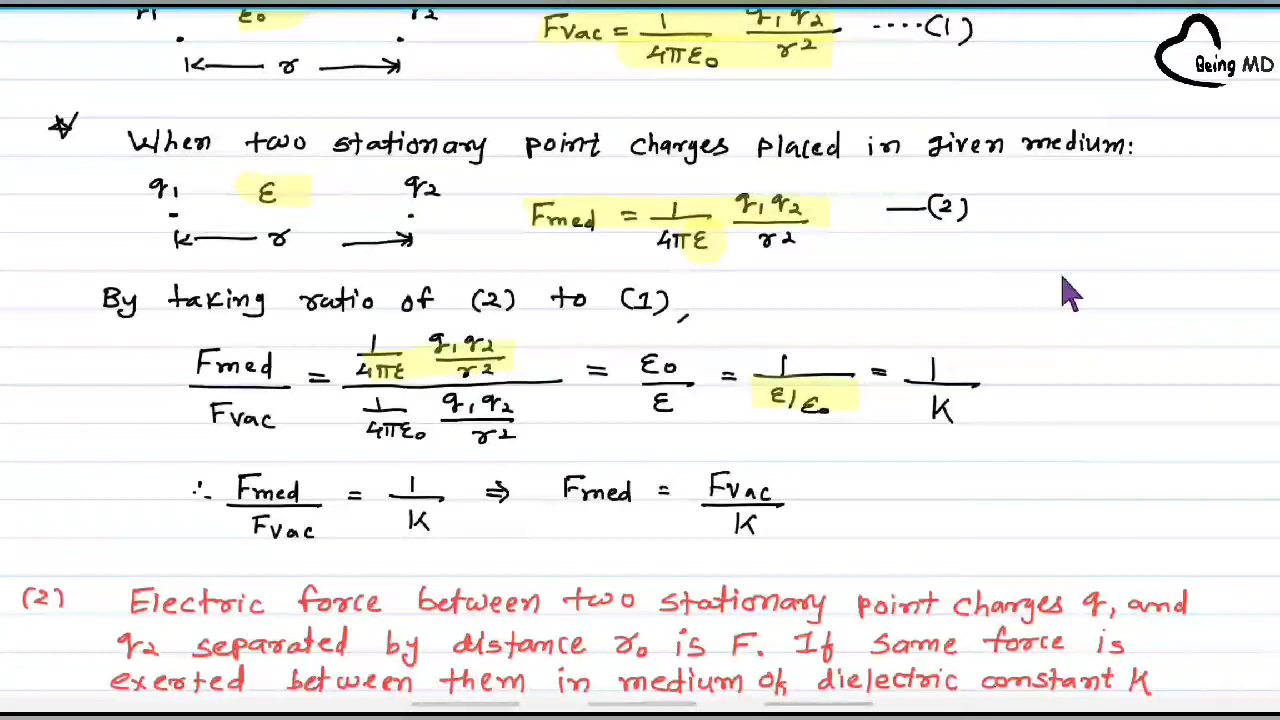 q1 ε0 q2
Fvac = 1/4πε0 q1q2/r² ....(1)
r
Being MD
When two stationary point charges placed in given medium:
q1 ε q2
Fmed = 1/4πε q1q2/r² —(2)
r
By taking ratio of (2) to (1),
Fmed/Fvac = (1/4πε q1q2/r²)/(1/4πε0 q1q2/r²) = ε0/ε = 1/(ε/ε0) = 1/K
∴ Fmed/Fvac = 1/K ⇒ Fmed = Fvac/K
(2) Electric force between two stationary point charges q1 and
q2 separated by distance r0 is F. If same force is
exerted between them in medium of dielectric constant K